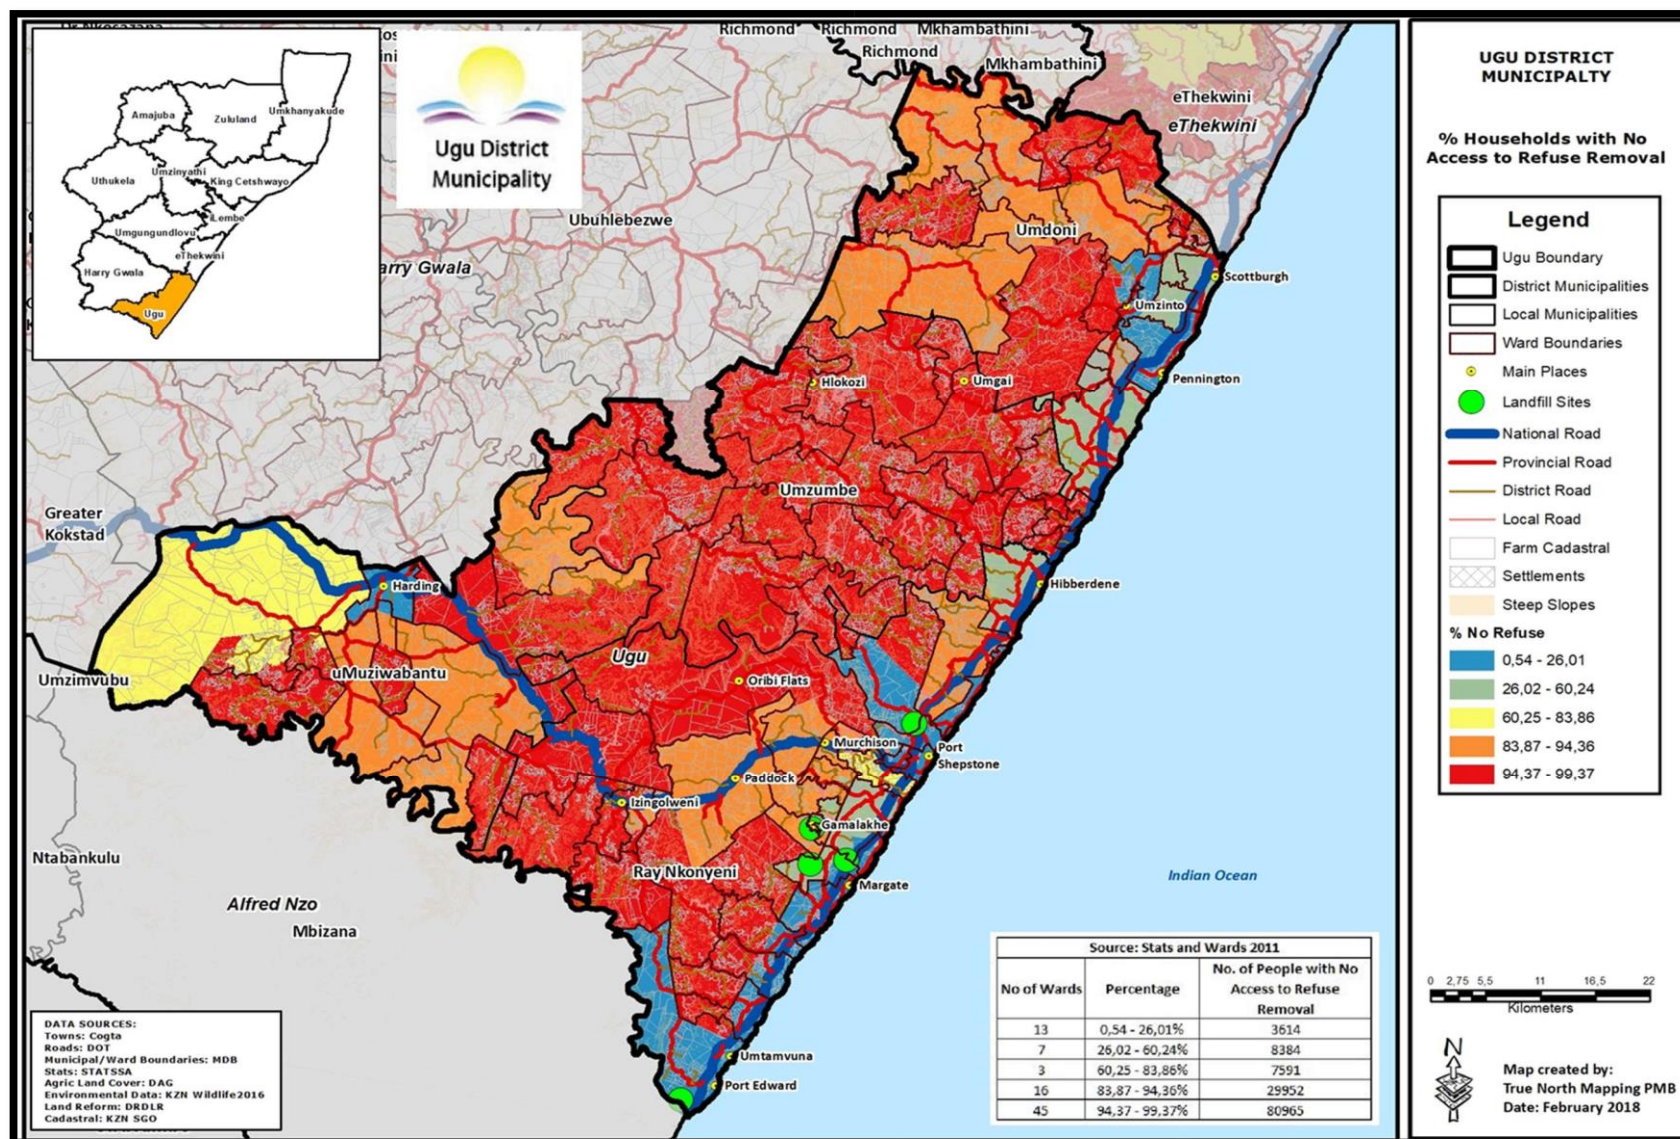 Richmond
Richmond
Mkhambathini
Richmond
Mkhambathini
eThekwini
eThekwini
Amajuba
Zululand
Umkhanyakude
Uthukela
Umzinyathi
King Cetshwayo
iLembe
Umgungundlovu
eThekwini
Harry Gwala
Ugu
Ugu District
Municipality
Ubuhlebezwe
arry Gwala
Umdoni
Scottburgh
Umzinto
Pennington
Hlokozi
Umgai
Umzumbe
Greater
Kokstad
Harding
Hibberdene
Ugu
uMuziwabantu
Umzimvubu
Oribi Flats
Murchison
Port
Shepstone
Paddock
Izingolweni
Gamalakhe
Ntabankulu
Ray Nkonyeni
Margate
Alfred Nzo
Mbizana
Indian Ocean
Umtamvuna
Port Edward
DATA SOURCES:
Towns: Cogta
Roads: DOT
Municipal/Ward Boundaries: MDB
Stats: STATSSA
Agric Land Cover: DAG
Environmental Data: KZN Wildlife2016
Land Reform: DRDLR
Cadastral: KZN SGO
Source: Stats and Wards 2011
No of Wards Percentage No. of People with No Access to Refuse Removal
13 0,54 - 26,01% 3614
7 26,02 - 60,24% 8384
3 60,25 - 83,86% 7591
16 83,87 - 94,36% 29952
45 94,37 - 99,37% 80965
UGU DISTRICT
MUNICIPALTY
% Households with No
Access to Refuse Removal
Legend
Ugu Boundary
District Municipalities
Local Municipalities
Ward Boundaries
Main Places
Landfill Sites
National Road
Provincial Road
District Road
Local Road
Farm Cadastral
Settlements
Steep Slopes
% No Refuse
0,54 - 26,01
26,02 - 60,24
60,25 - 83,86
83,87 - 94,36
94,37 - 99,37
0 2,75 5,5 11 16,5 22
Kilometers
N
Map created by:
True North Mapping PMB
Date: February 2018